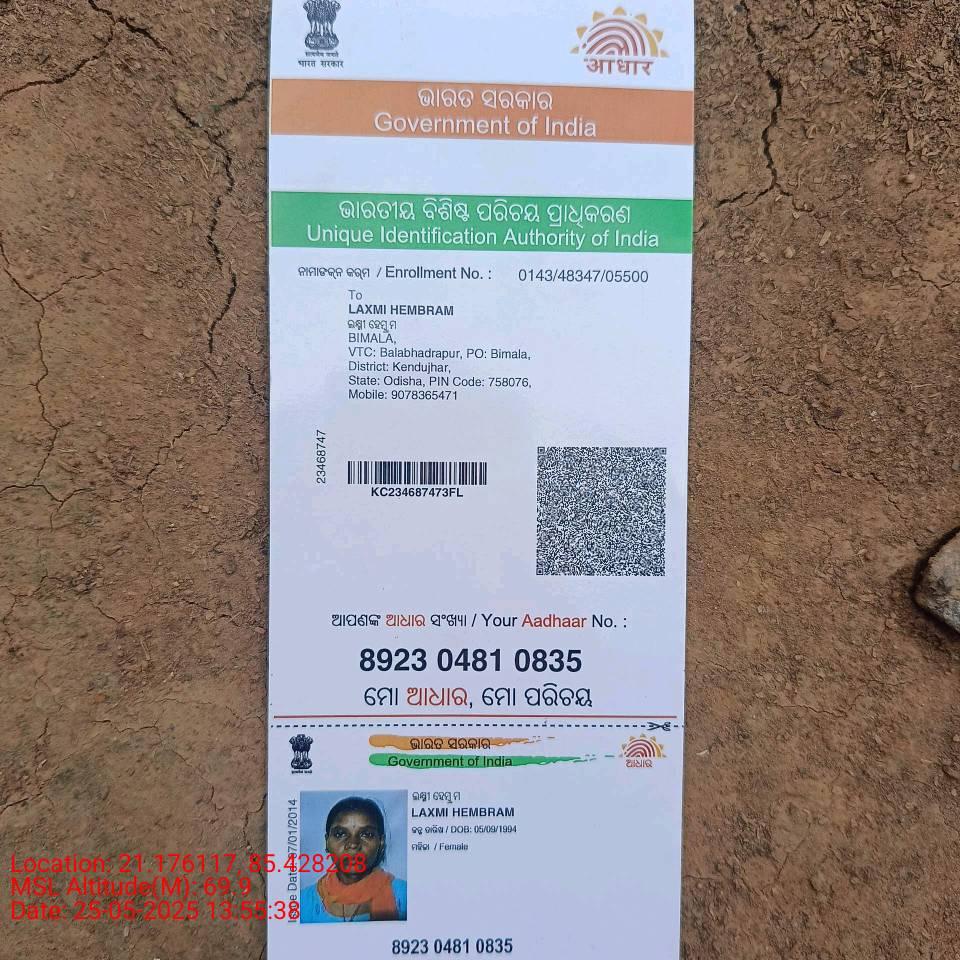 सत्यमेव जयते
भारत सरकार
आधार
ଭାରତ ସରକାର
Government of India
ଭାରତୀୟ ବିଶିଷ୍ଟ ପରିଚୟ ପ୍ରାଧିକରଣ
Unique Identification Authority of India
ନାମାଙ୍କନ କ୍ରମ / Enrollment No. : 0143/48347/05500
To
LAXMI HEMBRAM
ଲକ୍ଷ୍ମୀ ହେମ୍ବ୍ରମ
BIMALA,
VTC: Balabhadrapur, PO: Bimala,
District: Kendujhar,
State: Odisha, PIN Code: 758076,
Mobile: 9078365471
23468747
KC234687473FL
ଆପଣଙ୍କ ଆଧାର ସଂଖ୍ୟା / Your Aadhaar No. :
8923 0481 0835
ମୋ ଆଧାର, ମୋ ପରିଚୟ
ଭାରତ ସରକାର
Government of India
ଆଧାର
ଲକ୍ଷ୍ମୀ ହେମ୍ବ୍ରମ
LAXMI HEMBRAM
ଜନ୍ମ ତାରିଖ / DOB: 05/09/1994
ମହିଳା / Female
8923 0481 0835
Location: 21.176117, 85.428208
MSL Altitude(M): 69.9
Date: 25-05-2025 13:55:38